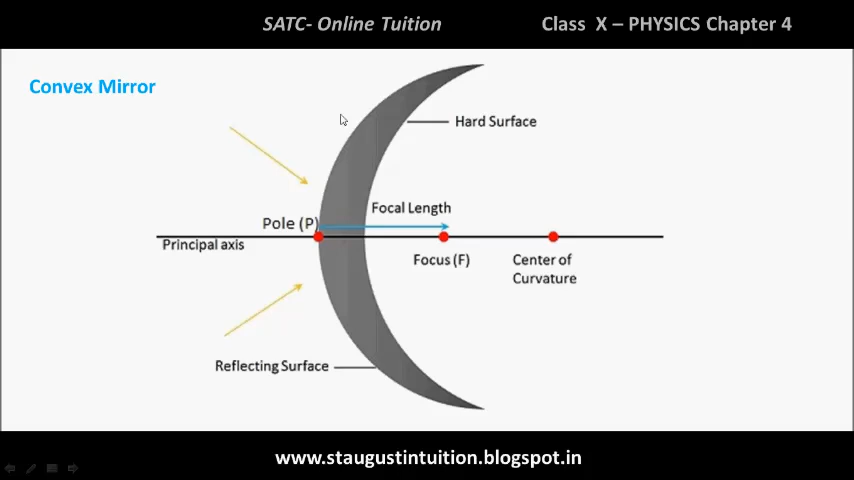 SATC- Online Tuition
Class X – PHYSICS Chapter 4
Convex Mirror
Hard Surface
Focal Length
Pole (P)
Principal axis
Focus (F)
Center of
Curvature
Reflecting Surface
www.staugustintuition.blogspot.in